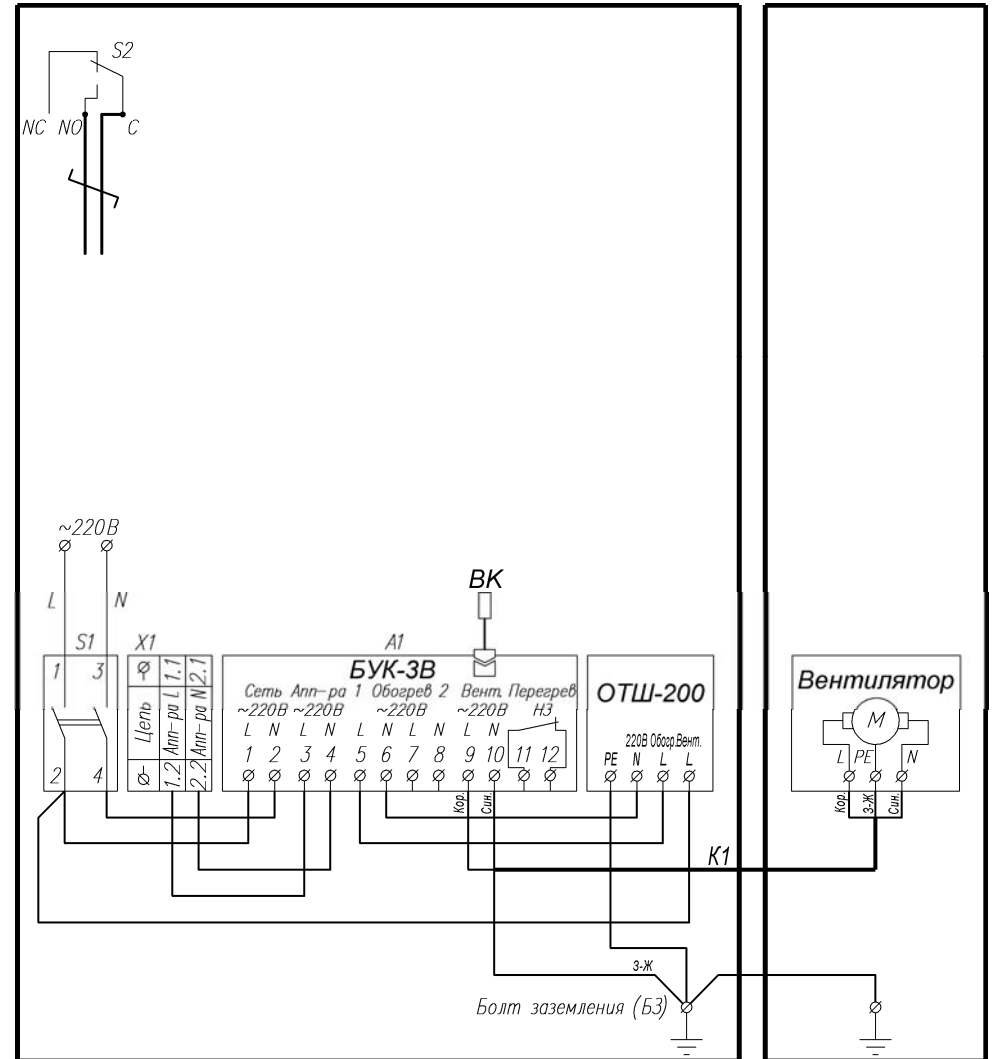 S2
NC NO C
~220В
L N
S1 X1 A1 ВК
1 3
2 4
Цепь
1.1 2.1
Апп-ра L Апп-ра N
1.2 2.2
БУК-3В
Сеть Апп-ра 1 Обогрев 2 Вент. Перегрев
~220В ~220В ~220В ~220В НЗ
L N L N L N L N L N
1 2 3 4 5 6 7 8 9 10 11 12
Кор. Син.
ОТШ-200
220В Обогр. Вент.
PE N L L
Вентилятор
М
L PE N
Кор. З-Ж Син.
К1
З-Ж
Болт заземления (БЗ)